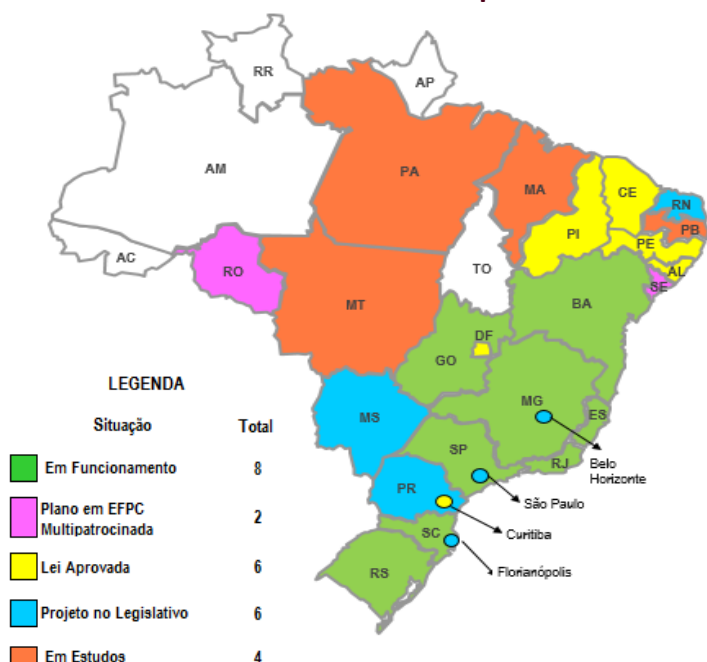 RR
AP
AM
PA
MA
CE
RN
PB
PI
PE
AL
SE
AC
RO
TO
BA
MT
DF
GO
MG
ES
MS
SP
RJ
Belo
Horizonte
PR
São Paulo
Curitiba
SC
Florianópolis
RS
LEGENDA
Situação Total
Em Funcionamento 8
Plano em EFPC
Multipatrocinada 2
Lei Aprovada 6
Projeto no Legislativo 6
Em Estudos 4